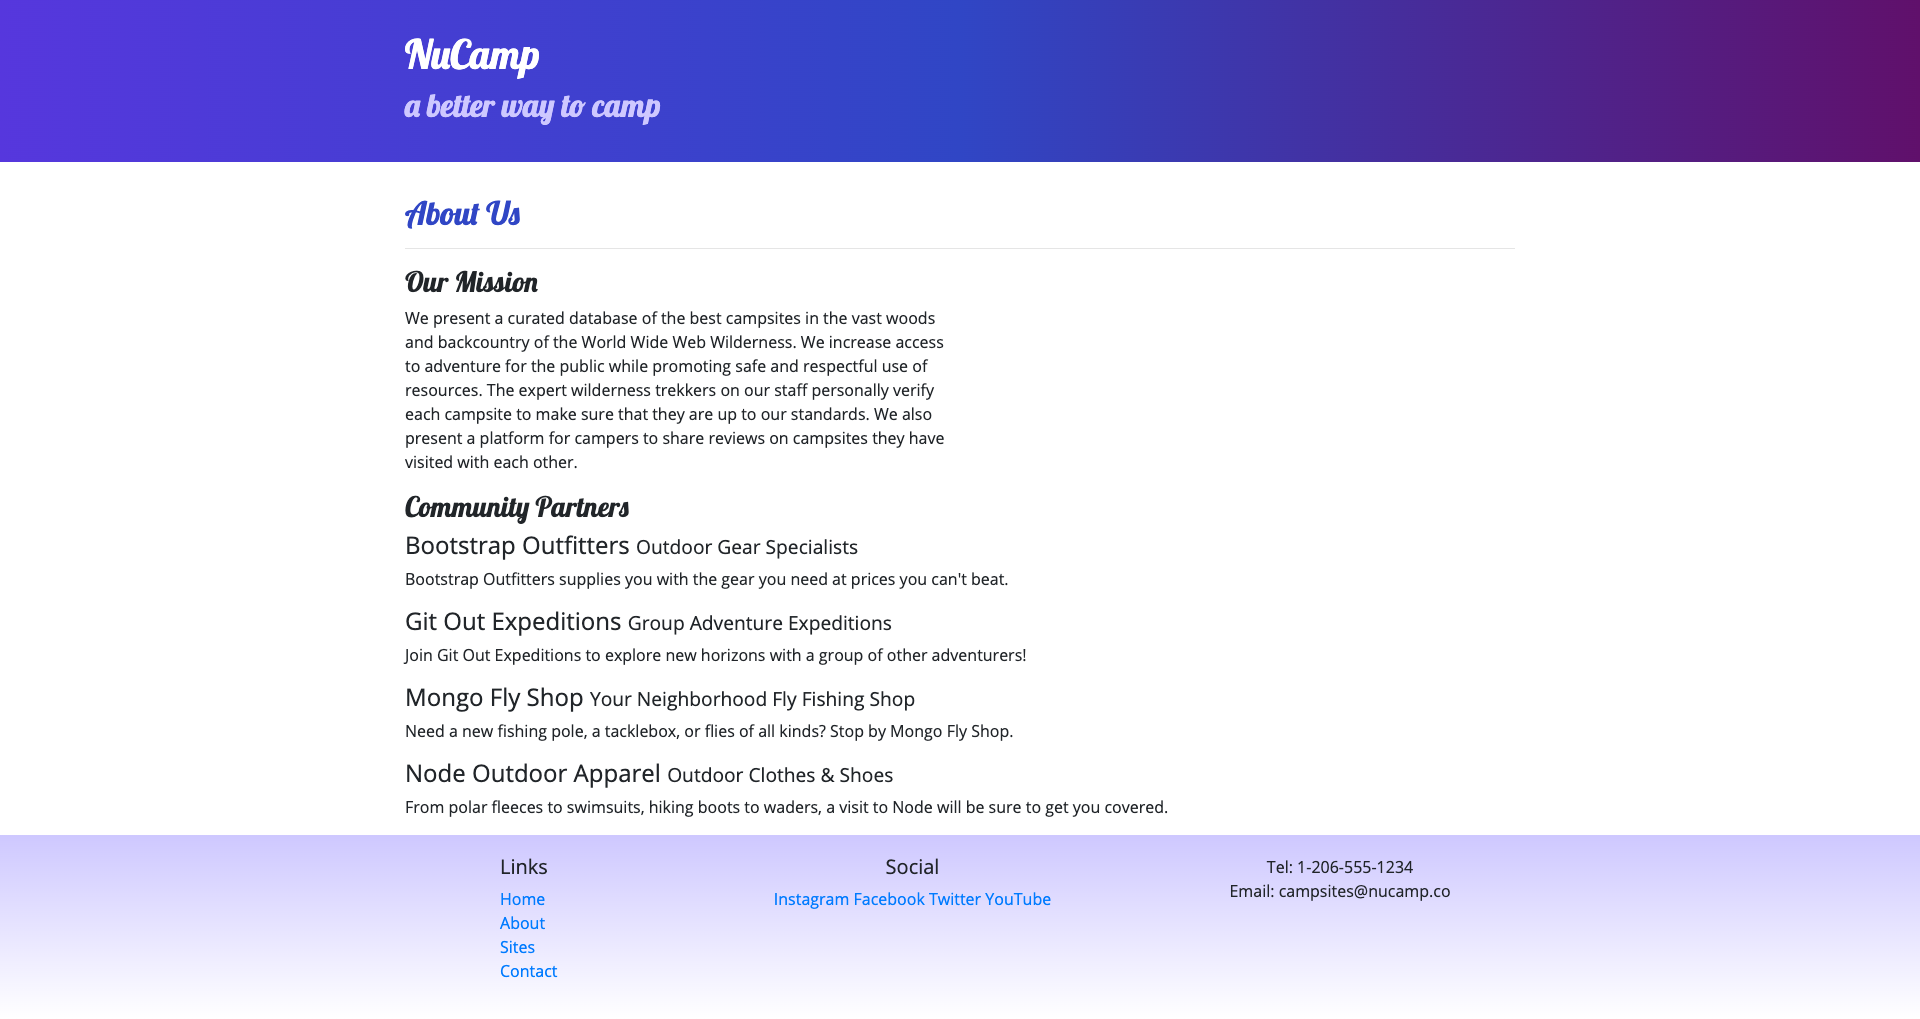 NuCamp
a better way to camp
About Us
Our Mission
We present a curated database of the best campsites in the vast woods
and backcountry of the World Wide Web Wilderness. We increase access
to adventure for the public while promoting safe and respectful use of
resources. The expert wilderness trekkers on our staff personally verify
each campsite to make sure that they are up to our standards. We also
present a platform for campers to share reviews on campsites they have
visited with each other.
Community Partners
Bootstrap Outfitters Outdoor Gear Specialists
Bootstrap Outfitters supplies you with the gear you need at prices you can't beat.
Git Out Expeditions Group Adventure Expeditions
Join Git Out Expeditions to explore new horizons with a group of other adventurers!
Mongo Fly Shop Your Neighborhood Fly Fishing Shop
Need a new fishing pole, a tacklebox, or flies of all kinds? Stop by Mongo Fly Shop.
Node Outdoor Apparel Outdoor Clothes & Shoes
From polar fleeces to swimsuits, hiking boots to waders, a visit to Node will be sure to get you covered.
Links
Home
About
Sites
Contact
Social
Instagram Facebook Twitter YouTube
Tel: 1-206-555-1234
Email: campsites@nucamp.co